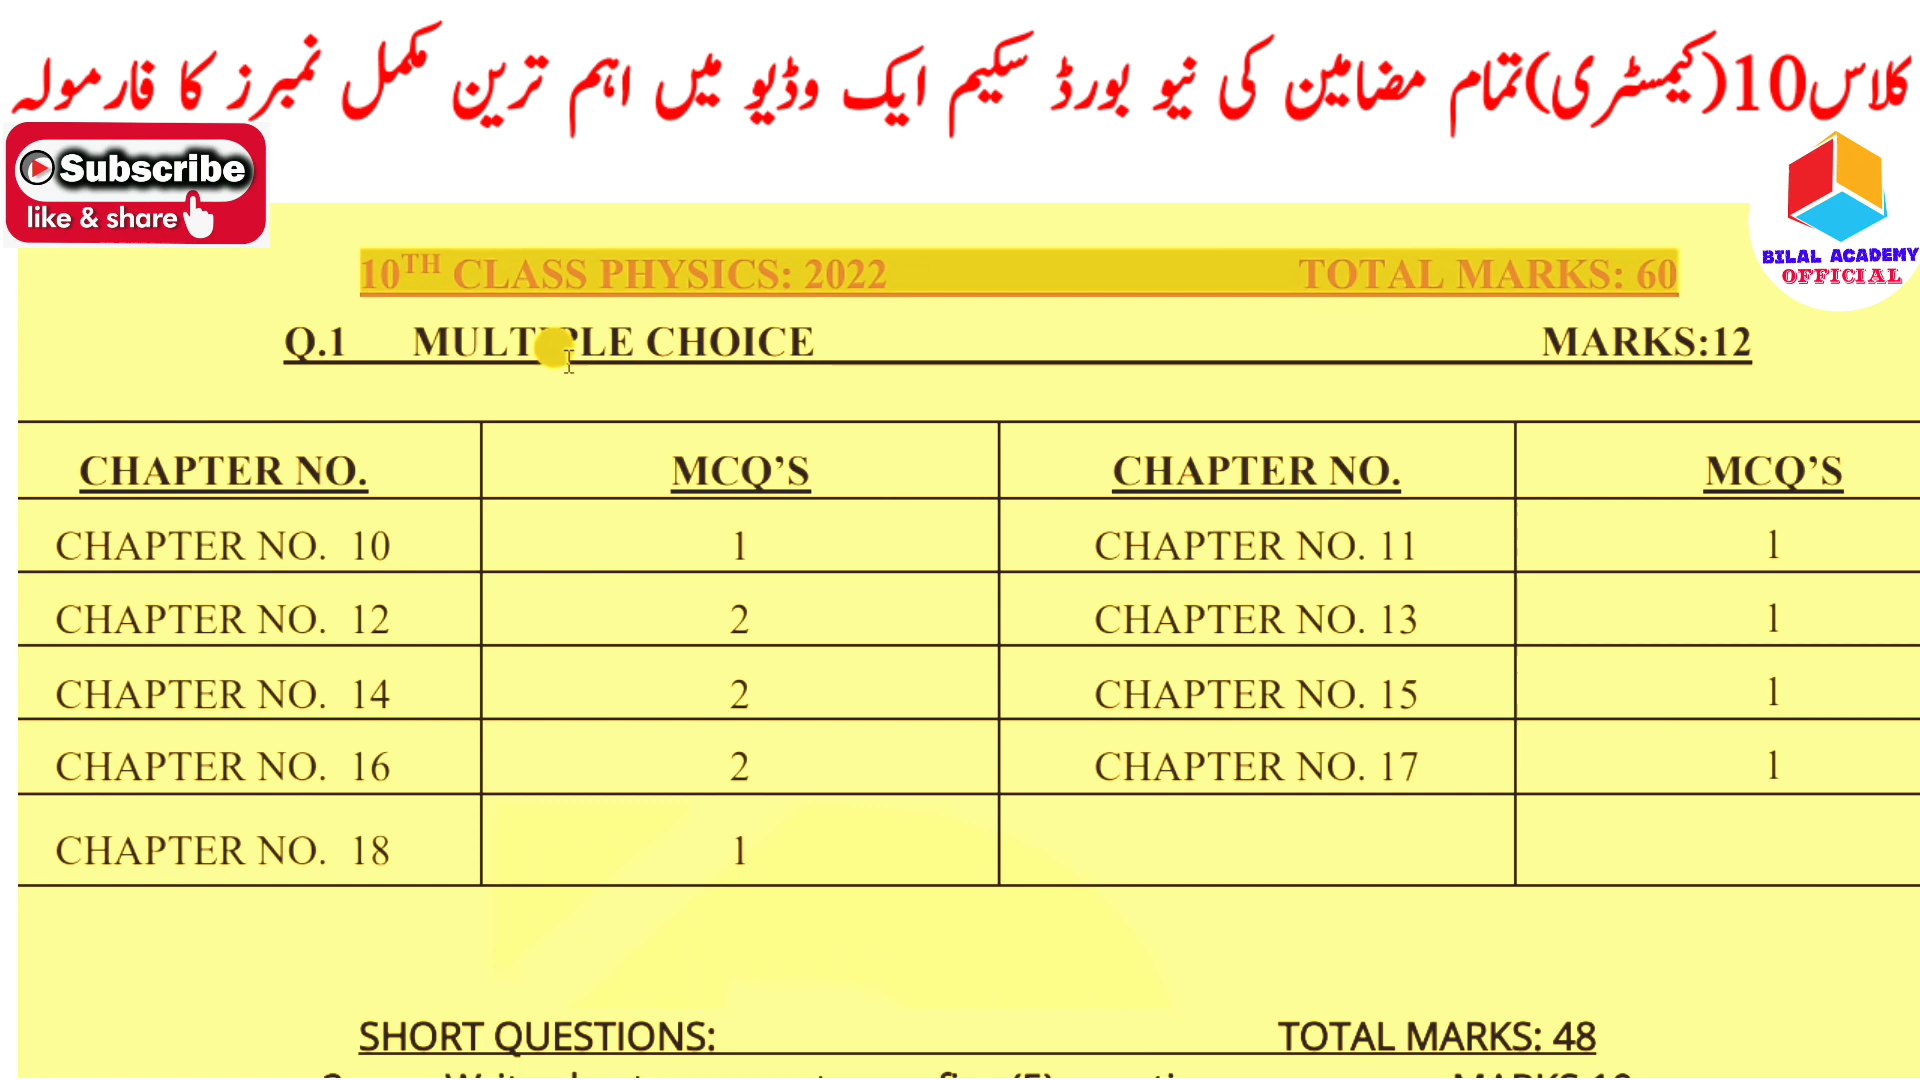 کلاس10(کیمسٹری)تمام مضامین کی نیو بورڈ سکیم ایک وڈیو میں اہم ترین مکمل نمبرز کا فارمولہ
Subscribe
like & share
BILAL ACADEMY
OFFICIAL
10TH CLASS PHYSICS: 2022 TOTAL MARKS: 60
Q.1 MULTIPLE CHOICE MARKS:12
CHAPTER NO. MCQ’S CHAPTER NO. MCQ’S
CHAPTER NO. 10 1 CHAPTER NO. 11 1
CHAPTER NO. 12 2 CHAPTER NO. 13 1
CHAPTER NO. 14 2 CHAPTER NO. 15 1
CHAPTER NO. 16 2 CHAPTER NO. 17 1
CHAPTER NO. 18 1
SHORT QUESTIONS: TOTAL MARKS: 48